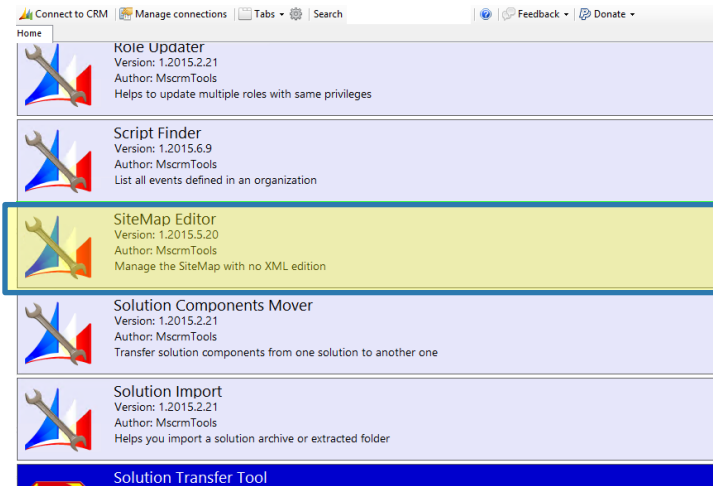 Connect to CRM Manage connections Tabs Search Feedback Donate
Home
Role Updater
Version: 1.2015.2.21
Author: MscrmTools
Helps to update multiple roles with same privileges
Script Finder
Version: 1.2015.6.9
Author: MscrmTools
List all events defined in an organization
SiteMap Editor
Version: 1.2015.5.20
Author: MscrmTools
Manage the SiteMap with no XML edition
Solution Components Mover
Version: 1.2015.2.21
Author: MscrmTools
Transfer solution components from one solution to another one
Solution Import
Version: 1.2015.2.21
Author: MscrmTools
Helps you import a solution archive or extracted folder
Solution Transfer Tool